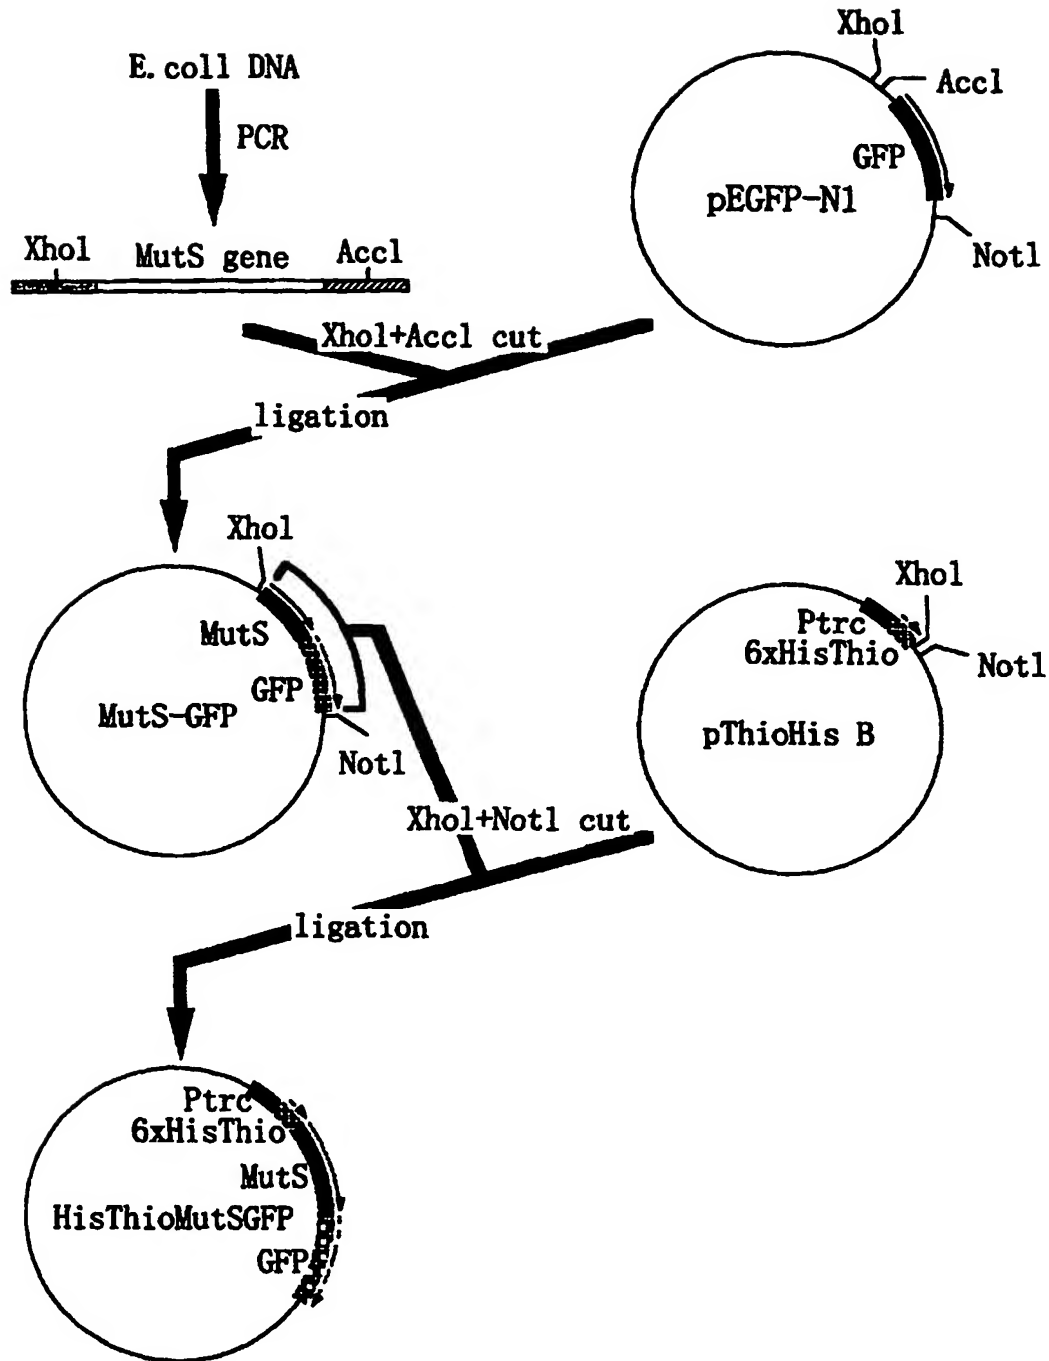 E. coll DNA
PCR
Xhol
MutS gene
Accl
Xhol
Accl
GFP
pEGFP-N1
Notl
Xhol+Accl cut
ligation
Xhol
MutS
GFP
MutS-GFP
Notl
Xhol
Ptrc
6xHisThio
Notl
pThioHis B
Xhol+Notl cut
ligation
Ptrc
6xHisThio
MutS
HisThioMutSGFP
GFP